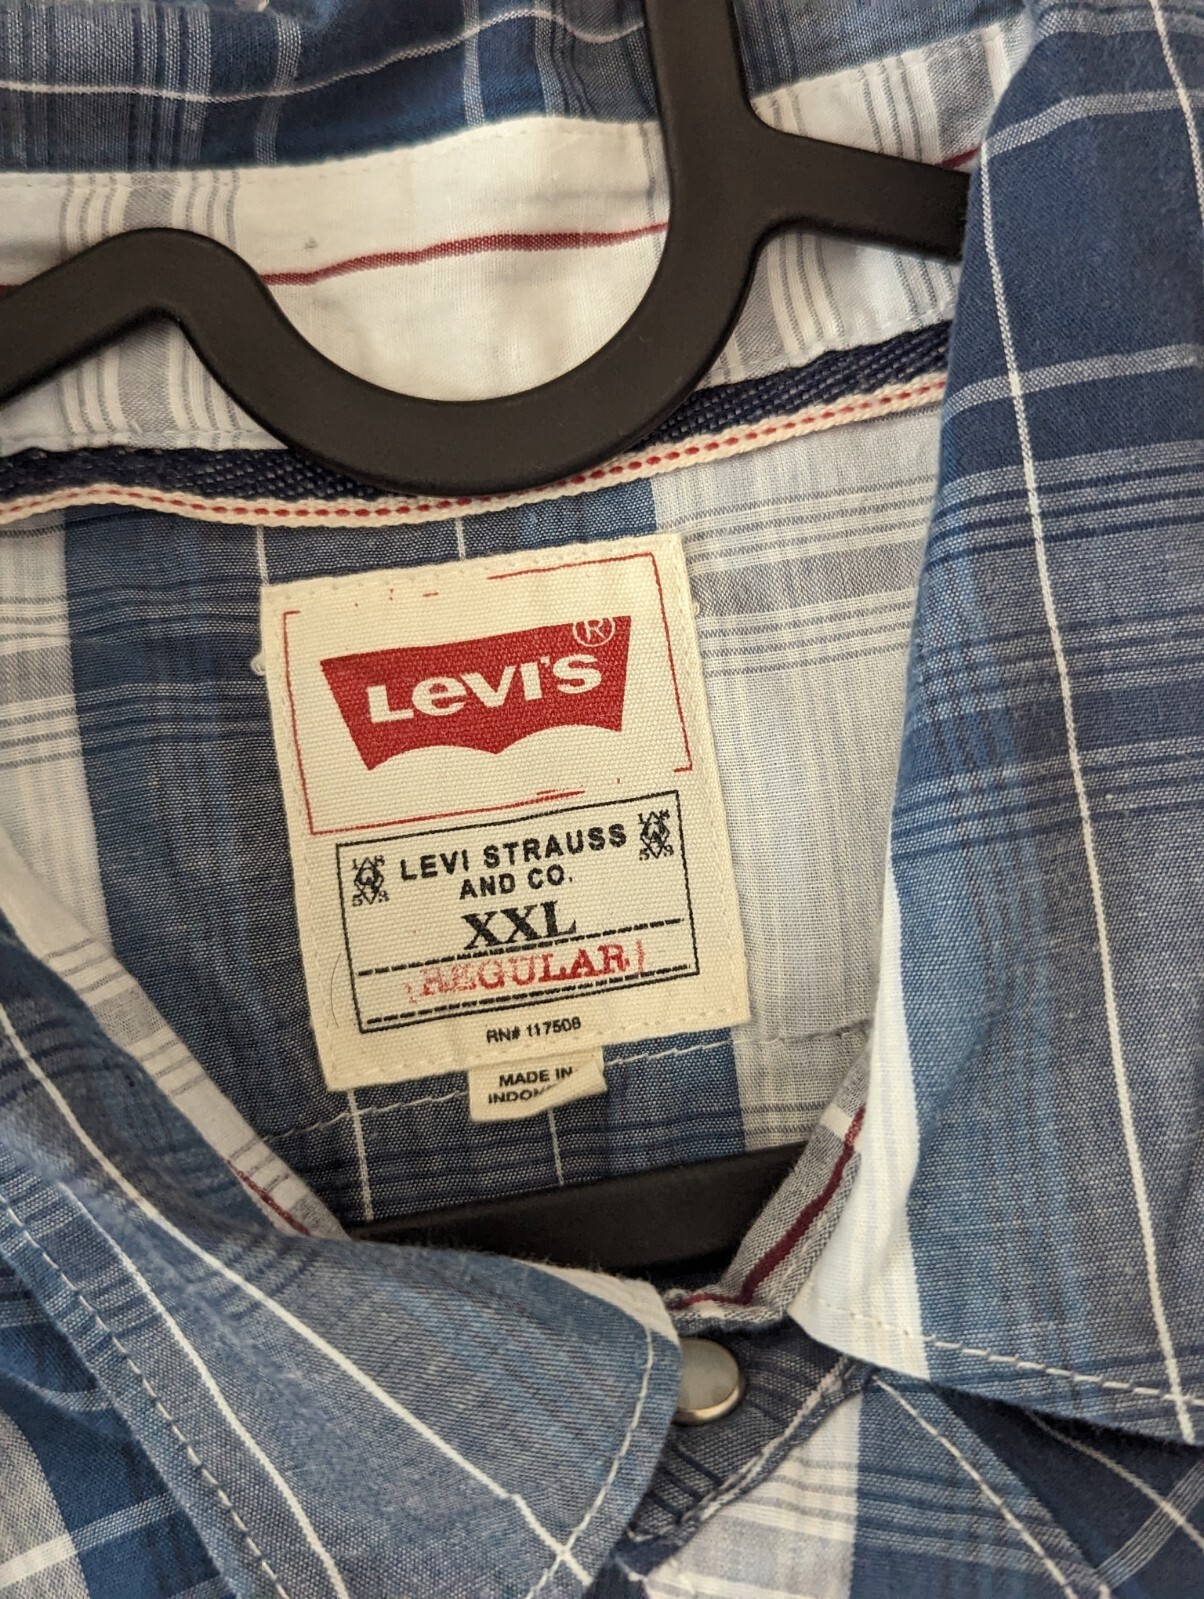 LEVI'S®
LEVI STRAUSS
AND CO.
XXL
REGULAR
RN# 117508
MADE IN